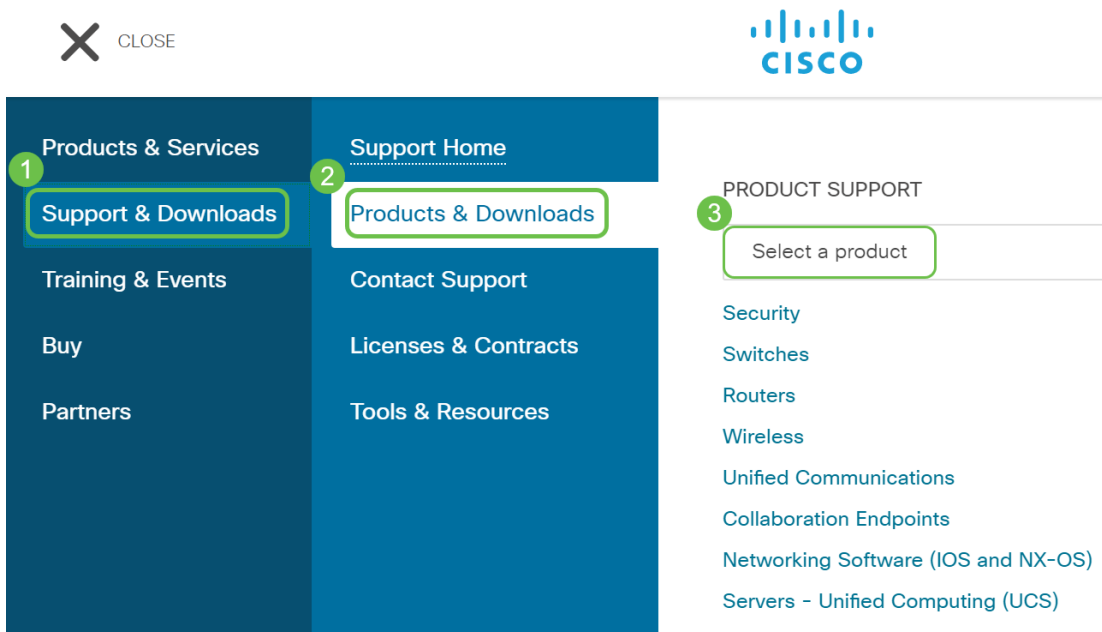 CLOSE
CISCO
Products & Services
1
Support & Downloads
Training & Events
Buy
Partners
Support Home
2
Products & Downloads
Contact Support
Licenses & Contracts
Tools & Resources
PRODUCT SUPPORT
3
Select a product
Security
Switches
Routers
Wireless
Unified Communications
Collaboration Endpoints
Networking Software (IOS and NX-OS)
Servers - Unified Computing (UCS)